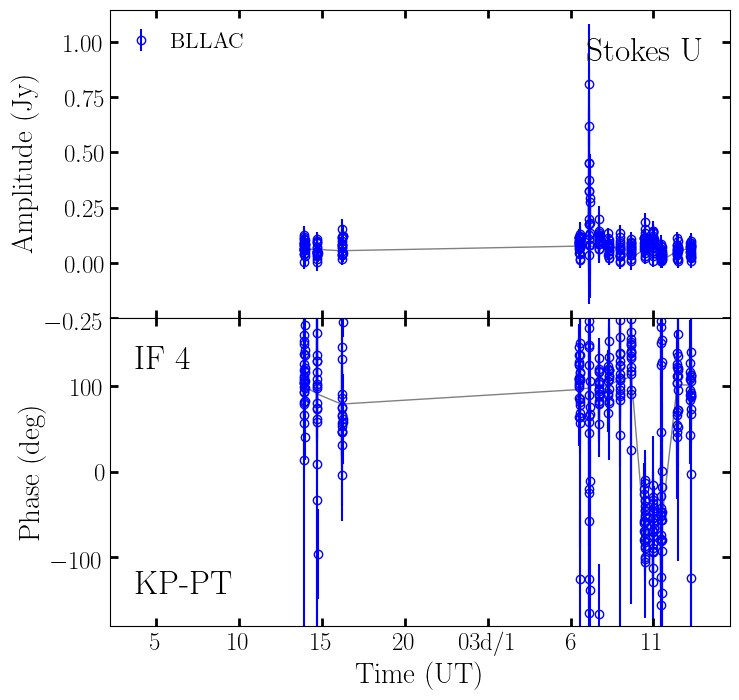 BLLAC
Stokes U
1.00
0.75
0.50
0.25
0.00
−0.25
Amplitude (Jy)
IF 4
100
0
−100
Phase (deg)
KP-PT
5 10 15 20 03d/1 6 11
Time (UT)